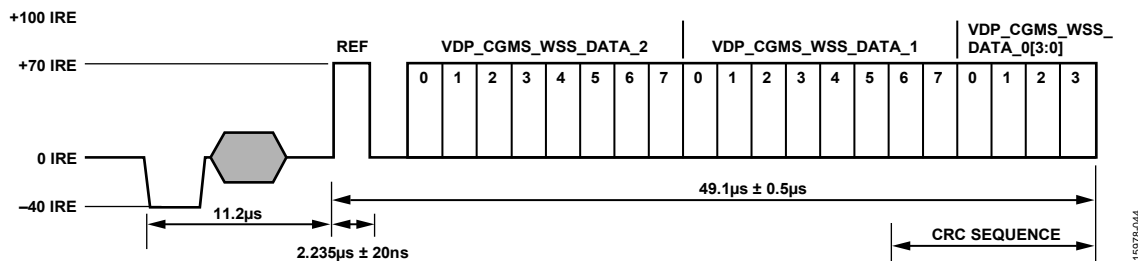 +100 IRE
REF
VDP_CGMS_WSS_DATA_2
VDP_CGMS_WSS_DATA_1
VDP_CGMS_WSS_
DATA_0[3:0]
+70 IRE
0 1 2 3 4 5 6 7 0 1 2 3 4 5 6 7 0 1 2 3
0 IRE
–40 IRE
11.2µs
49.1µs ± 0.5µs
2.235µs ± 20ns
CRC SEQUENCE
15978-044